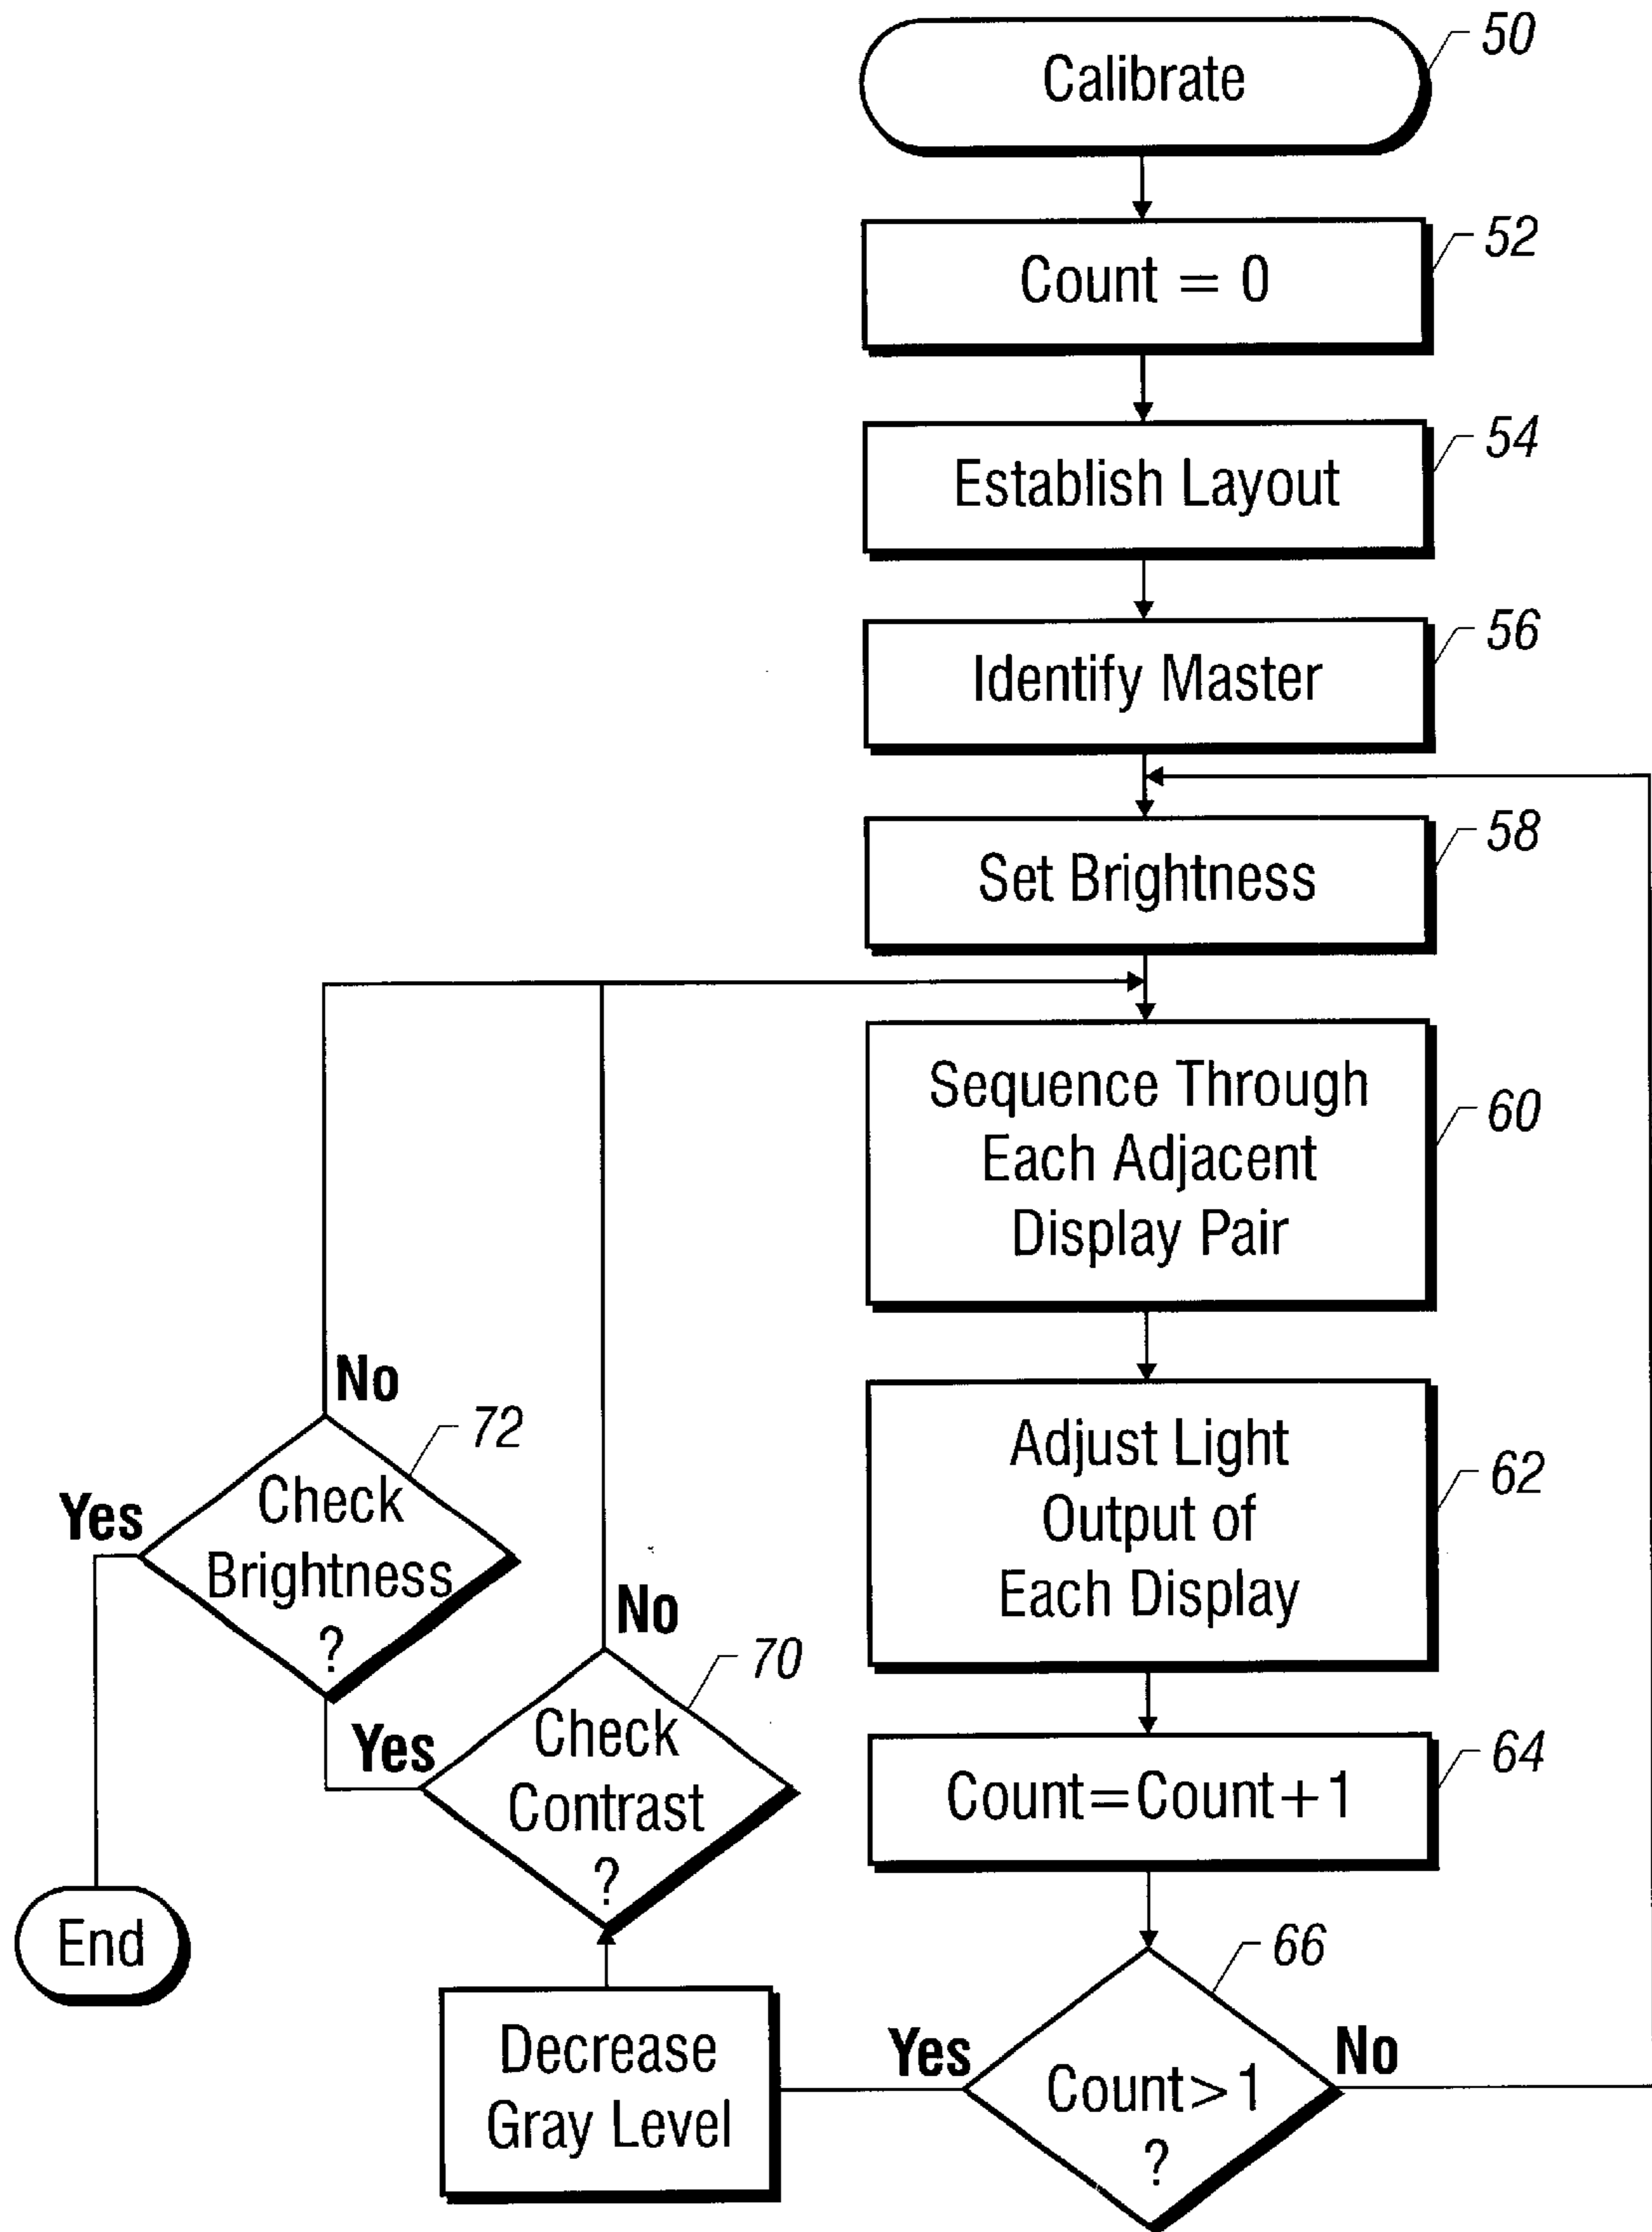 Calibrate
50
Count = 0
52
Establish Layout
54
Identify Master
56
Set Brightness
58
Sequence Through
Each Adjacent
Display Pair
60
Adjust Light
Output of
Each Display
62
Count=Count+1
64
Count>1
?
66
Yes
No
Decrease
Gray Level
Check
Contrast
?
70
Yes
No
Check
Brightness
?
72
Yes
No
End